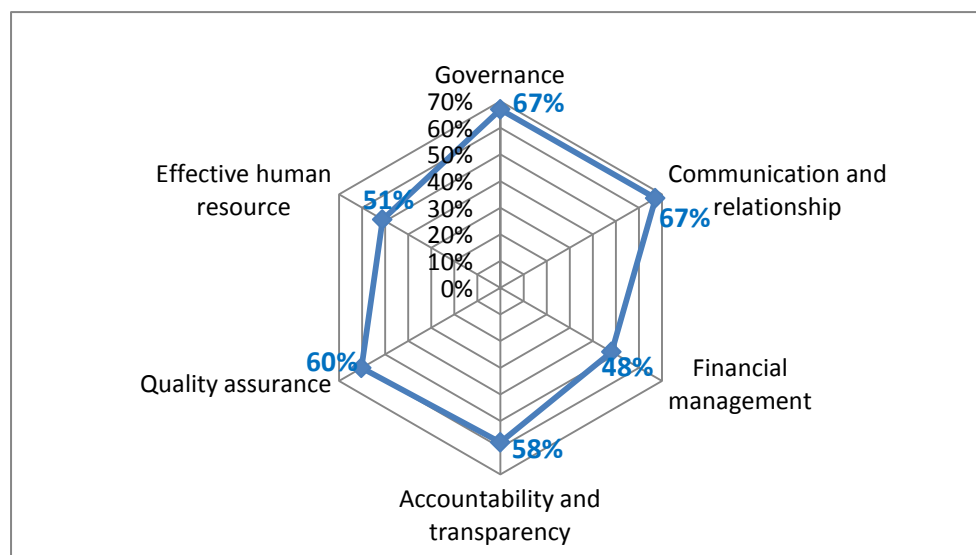 Governance
70%
67%
60%
50%
40%
30%
20%
10%
0%
Communication and
relationship
67%
Financial
management
48%
Accountability and
transparency
58%
Quality assurance
60%
Effective human
resource
51%